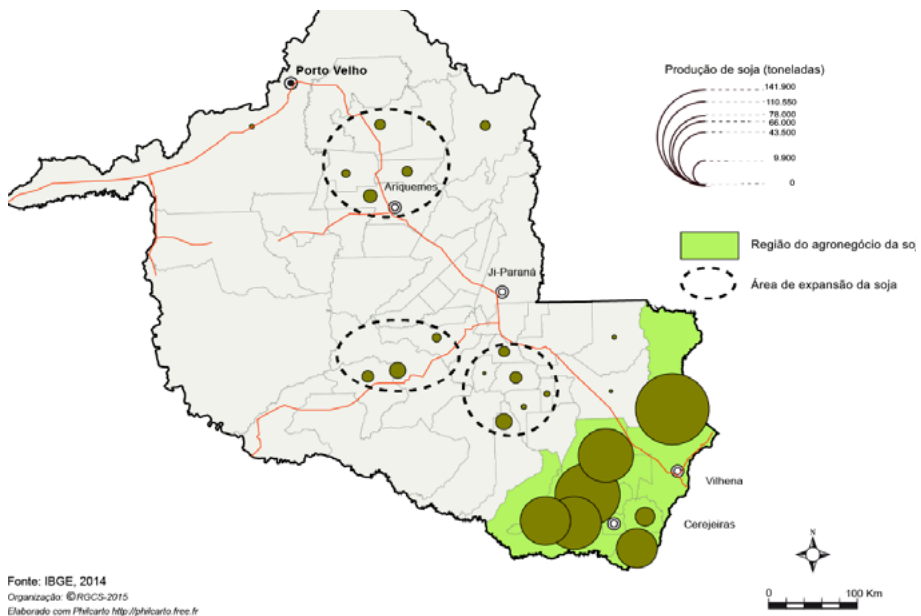 Porto Velho
Ariquemes
Ji-Paraná
Vilhena
Cerejeiras
Produção de soja (toneladas)
141.900
110.550
78.000
66.000
43.500
9.900
0
Região do agronegócio da so
Área de expansão da soja
N
0
100 Km
Fonte: IBGE, 2014
Organização: ©RGCS-2015
Elaborado com Philcarto http://philcarto.free.fr